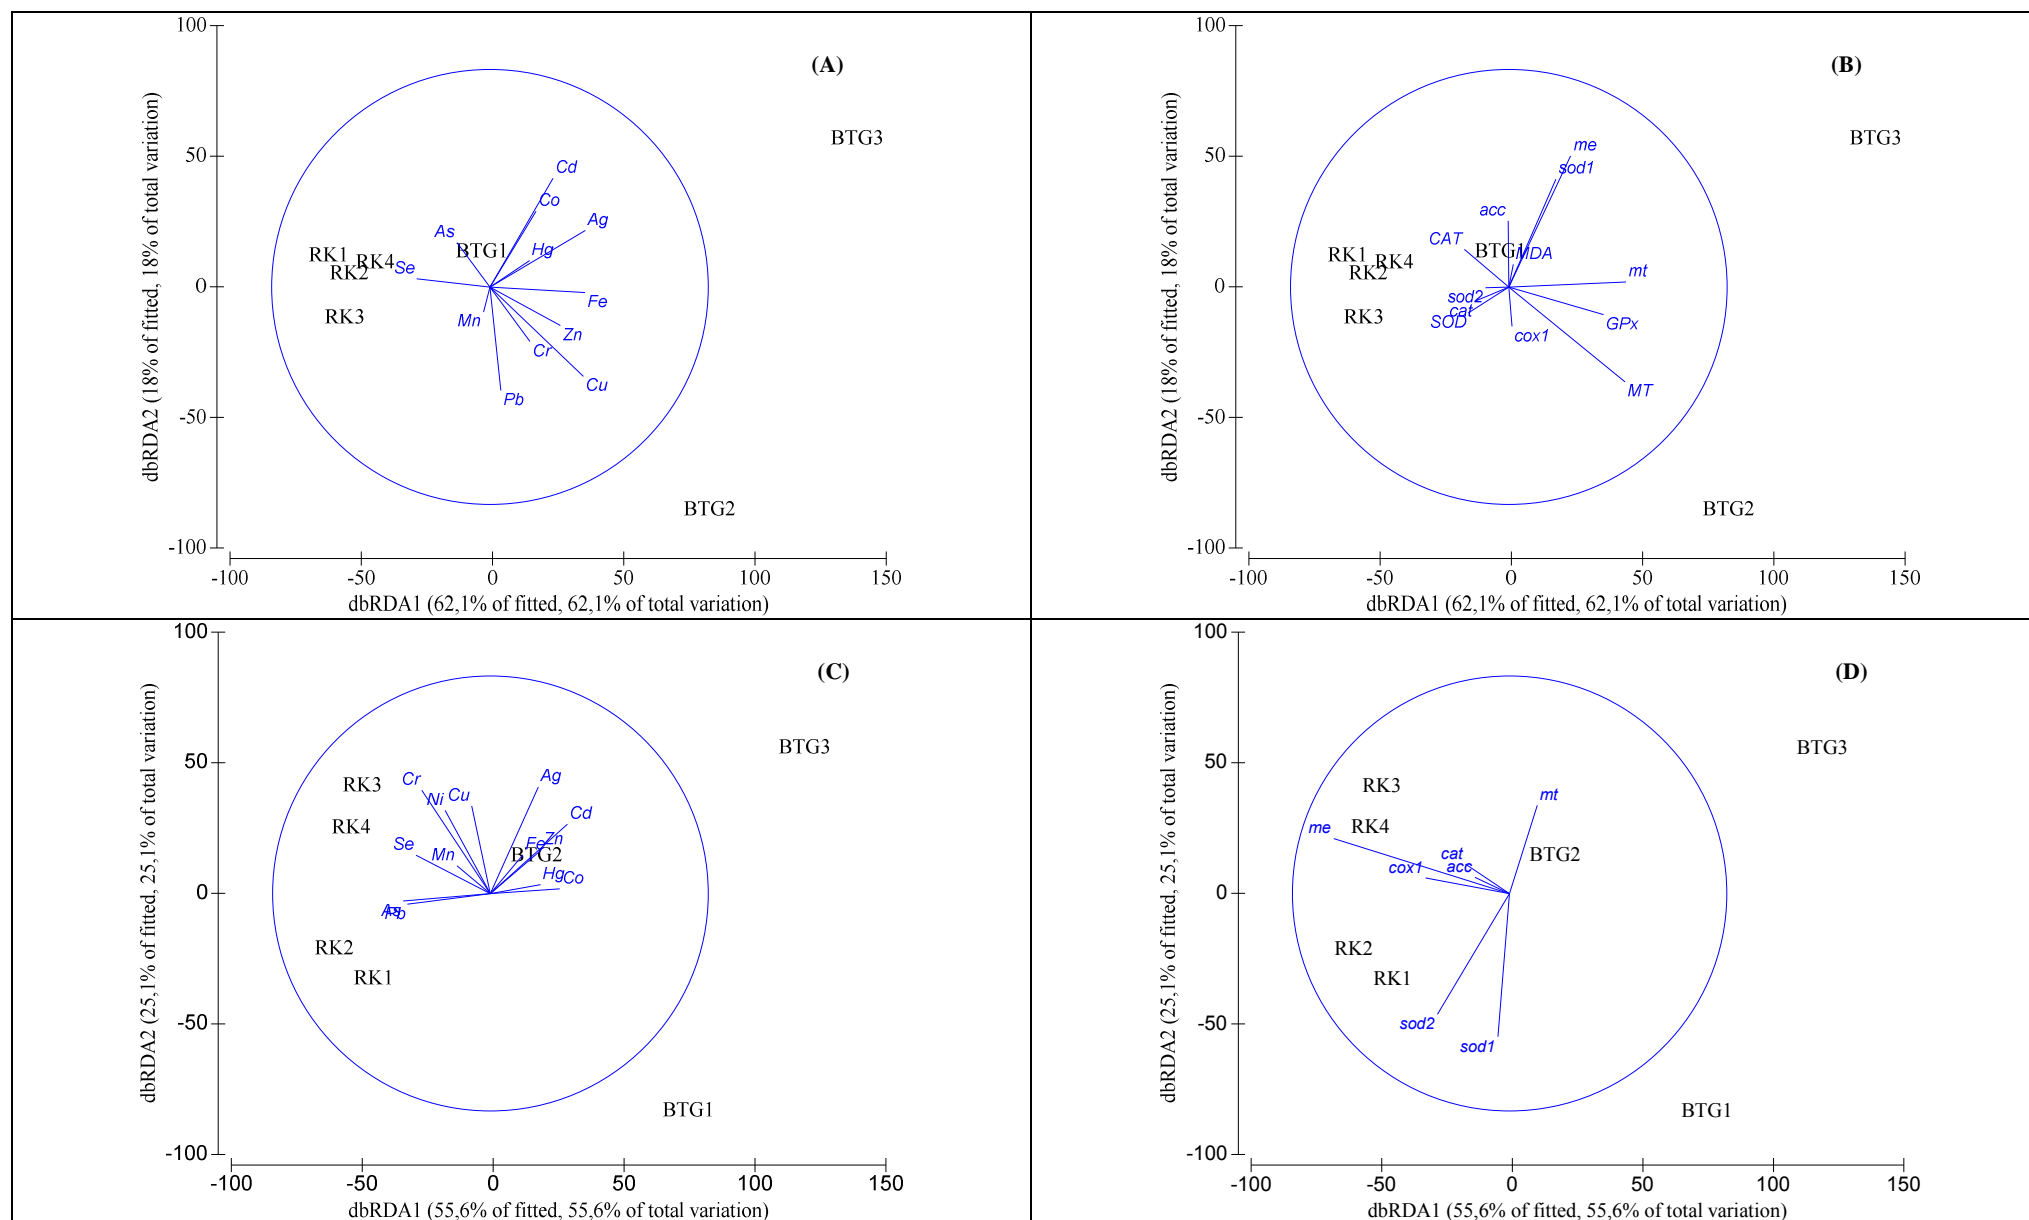 (A)
dbRDA2 (18% of fitted, 18% of total variation)
100
50
0
-50
-100
BTG3
Cd
Co
Ag
As
BTG1
Hg
RK1
RK4
Se
RK2
Fe
RK3
Mn
Zn
Cr
Cu
Pb
BTG2
-100 -50 0 50 100 150
dbRDA1 (62,1% of fitted, 62,1% of total variation)
(B)
dbRDA2 (18% of fitted, 18% of total variation)
100
50
0
-50
-100
BTG3
me
sod1
acc
CAT
BTG1
MDA
RK1
RK4
RK2
mt
sod2
cat
SOD
RK3
GPx
cox1
MT
BTG2
-100 -50 0 50 100 150
dbRDA1 (62,1% of fitted, 62,1% of total variation)
(C)
dbRDA2 (25,1% of fitted, 25,1% of total variation)
100
50
0
-50
-100
BTG3
RK3
Cr
Ag
Ni
Cu
Cd
RK4
Se
Mn
Fe
Zn
BTG2
Hg
Co
As
Pb
RK2
RK1
BTG1
-100 -50 0 50 100 150
dbRDA1 (55,6% of fitted, 55,6% of total variation)
(D)
dbRDA2 (25,1% of fitted, 25,1% of total variation)
100
50
0
-50
-100
BTG3
RK3
mt
me
RK4
cat
BTG2
cox1
acc
RK2
RK1
sod2
sod1
BTG1
-100 -50 0 50 100 150
dbRDA1 (55,6% of fitted, 55,6% of total variation)